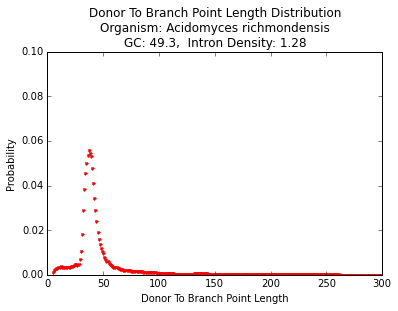 Donor To Branch Point Length Distribution
Organism: Acidomyces richmondensis
GC: 49.3,  Intron Density: 1.28
0.10
0.08
0.06
0.04
0.02
0.00
Probability
0
50
100
150
200
250
300
Donor To Branch Point Length